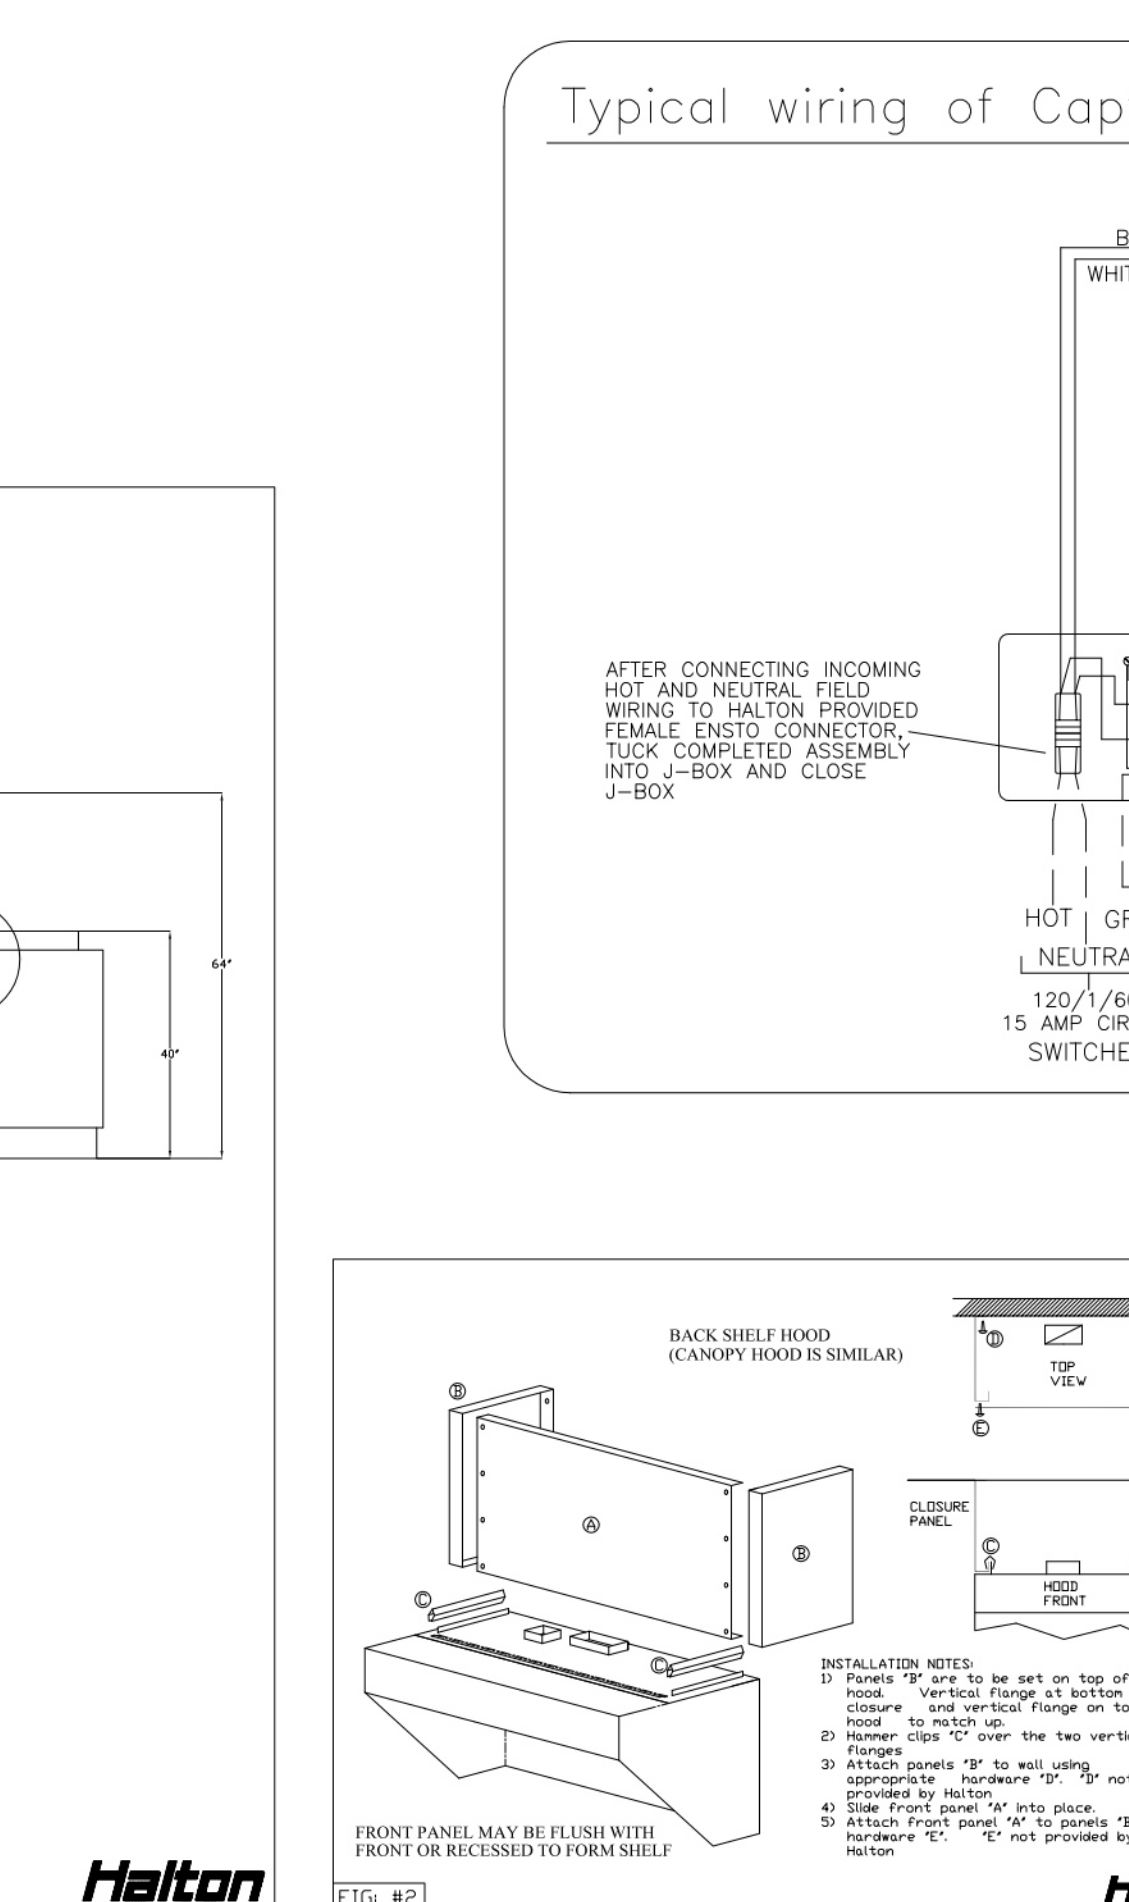 Typical wiring of
WHIT
AFTER CONNECTING INCOMING
HOT AND NEUTRAL FIELD
WIRING TO HALTON PROVIDED
FEMALE ENSTO CONNECTOR,
TUCK COMPLETED ASSEMBLY
INTO J-BOX AND CLOSE
J-BOX
HOT
NEUTRA
120/1/60
15 AMP CIR
SWITCHE
64"
40"
Halton
BACK SHELF HOOD
(CANOPY HOOD IS SIMILAR)
B
A
B
C
C
D
TOP
VIEW
E
CLOSURE
PANEL
C
HOOD
FRONT
INSTALLATION NOTES:
1) Panels "B" are to be set on top of
hood. Vertical flange at bottom
closure and vertical flange on to
hood to match up.
2) Hammer clips "C" over the two vertic
flanges
3) Attach panels "B" to wall using
appropriate hardware "D". "D" not
provided by Halton
4) Slide front panel "A" into place.
5) Attach front panel "A" to panels "B
hardware "E". "E" not provided by
Halton
FRONT PANEL MAY BE FLUSH WITH
FRONT OR RECESSED TO FORM SHELF
FIG: #2